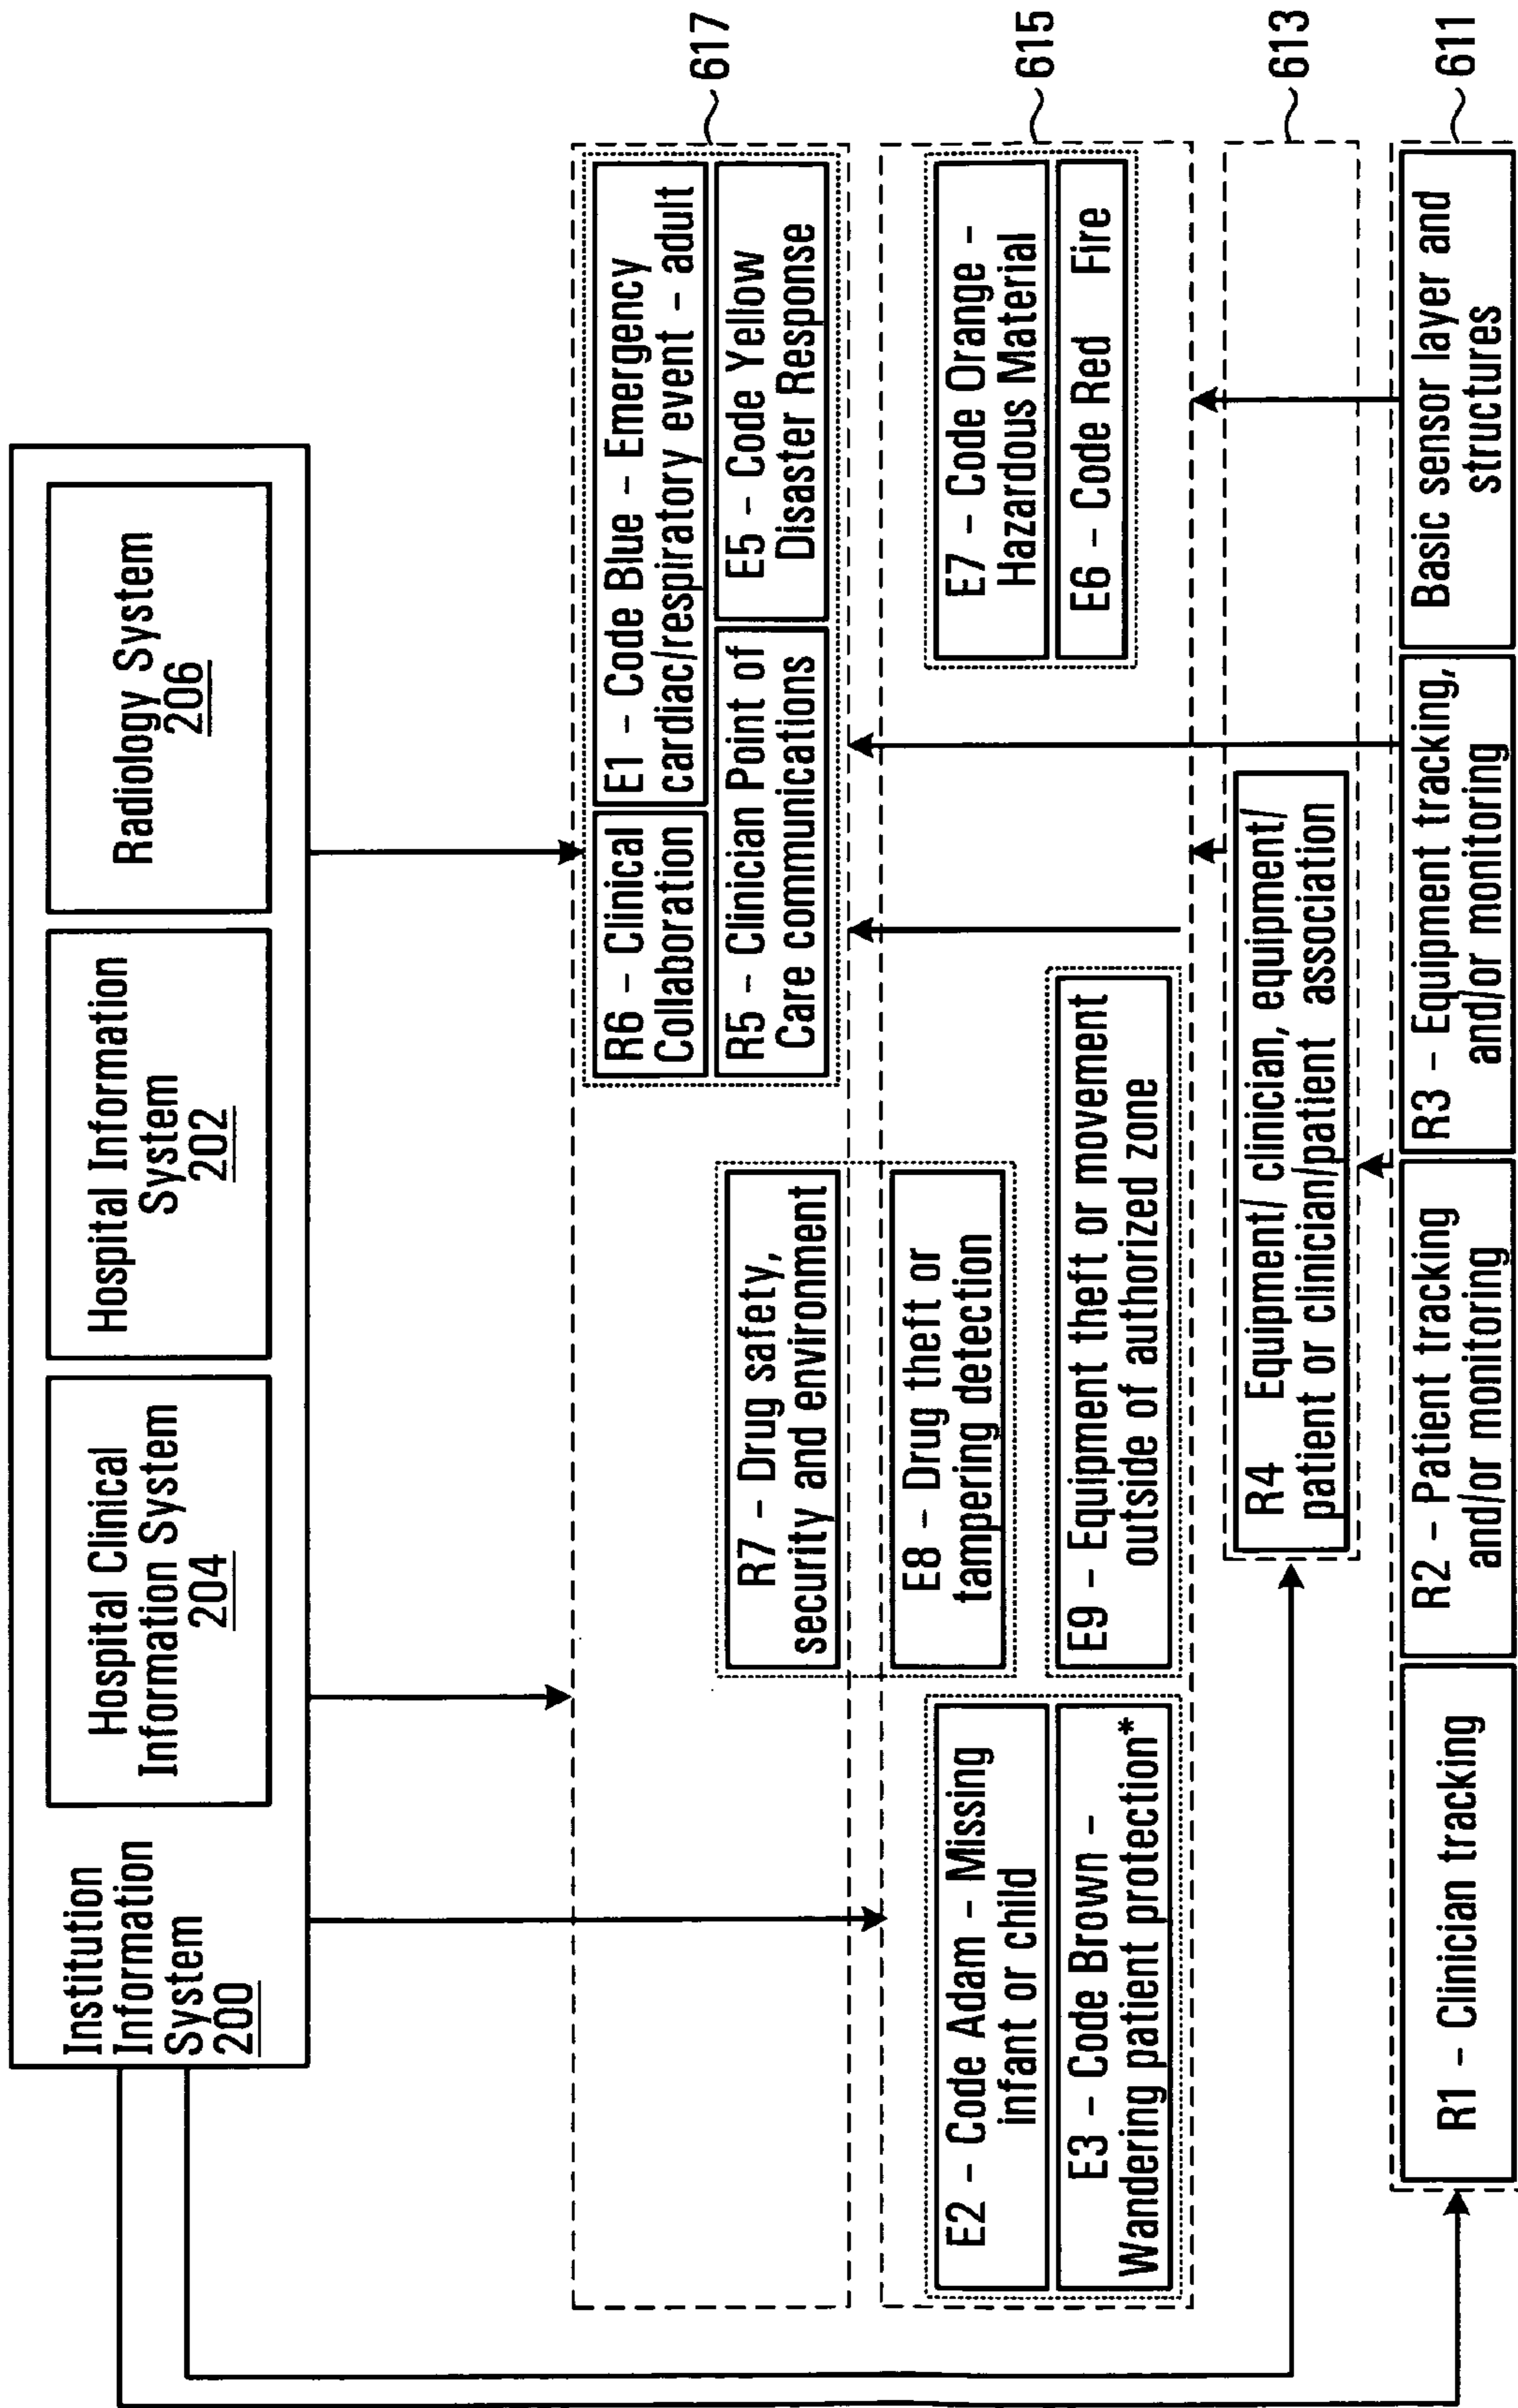 Institution
Information
System
200
Hospital Clinical
Information System
204
Hospital Information
System
202
Radiology System
206
617
R6 – Clinical
Collaboration
E1 – Code Blue – Emergency
cardiac/respiratory event – adult
R7 – Drug safety,
security and environment
R5 – Clinician Point of
Care communications
E5 – Code Yellow
Disaster Response
615
E2 – Code Adam – Missing
infant or child
E8 – Drug theft or
tampering detection
E7 – Code Orange –
Hazardous Material
E3 – Code Brown –
Wandering patient protection*
E9 – Equipment theft or movement
outside of authorized zone
E6 – Code Red Fire
613
R4 Equipment/ clinician, equipment/
patient or clinician/patient association
611
R1 – Clinician tracking
R2 – Patient tracking
and/or monitoring
R3 – Equipment tracking,
and/or monitoring
Basic sensor layer and
structures